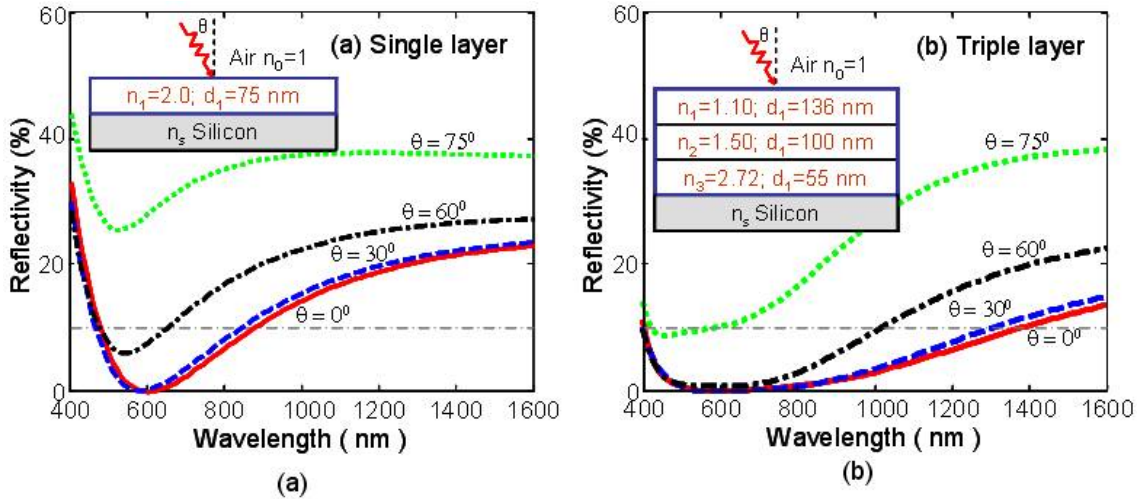 (a) Single layer
θ
Air n0=1
n1=2.0; d1=75 nm
ns Silicon
θ = 75⁰
θ = 60⁰
θ = 30⁰
θ = 0⁰
60
40
20
0
Reflectivity (%)
400 600 800 1000 1200 1400 1600
Wavelength ( nm )
(a)
(b) Triple layer
θ
Air n0=1
n1=1.10; d1=136 nm
n2=1.50; d1=100 nm
n3=2.72; d1=55 nm
ns Silicon
θ = 75⁰
θ = 60⁰
θ = 30⁰
θ = 0⁰
60
40
20
0
Reflectivity (%)
400 600 800 1000 1200 1400 1600
Wavelength ( nm )
(b)